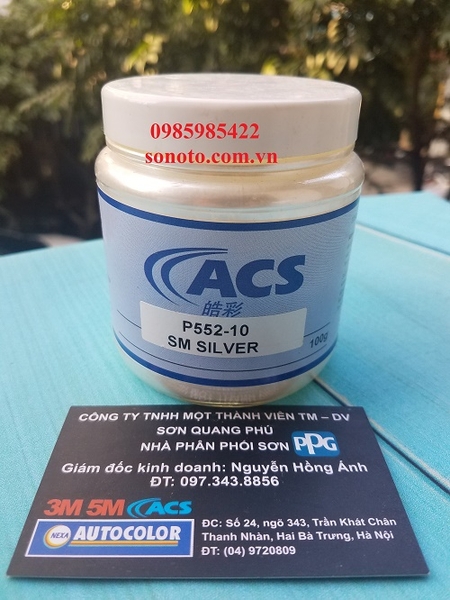 0985985422
sonoto.com.vn
ACS
皓彩
P552-10
SM SILVER
100g
CÔNG TY TNHH MỘT THÀNH VIÊN TM – DV
SƠN QUANG PHÚ
NHÀ PHÂN PHỐI SƠN PPG
Giám đốc kinh doanh: Nguyễn Hồng Ánh
ĐT: 097.343.8856
3M 5M ACS
NEXA AUTOCOLOR
ĐC: Số 24, ngõ 343, Trần Khát Chân
Thanh Nhàn, Hai Bà Trưng, Hà Nội
ĐT: (04) 9720809